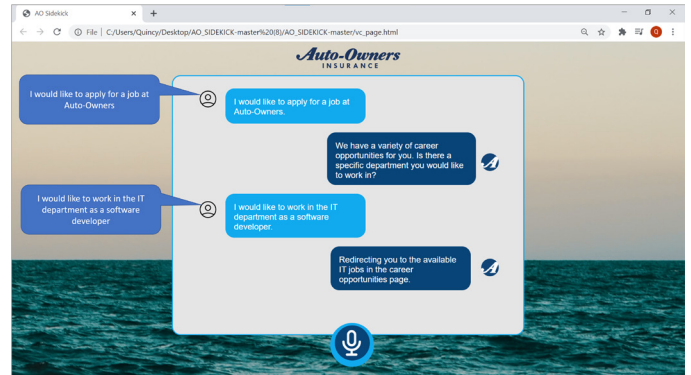 AO Sidekick
File | C:/Users/Quincy/Desktop/AO_SIDEKICK-master%20(8)/AO_SIDEKICK-master/vc_page.html
Q
Auto-Owners
INSURANCE
I would like to apply for a job at
Auto-Owners
I would like to apply for a job at
Auto-Owners.
We have a variety of career
opportunities for you. Is there a
specific department you would like
to work in?
I would like to work in the IT
department as a software
developer
I would like to work in the IT
department as a software
developer.
Redirecting you to the available
IT jobs in the career
opportunities page.